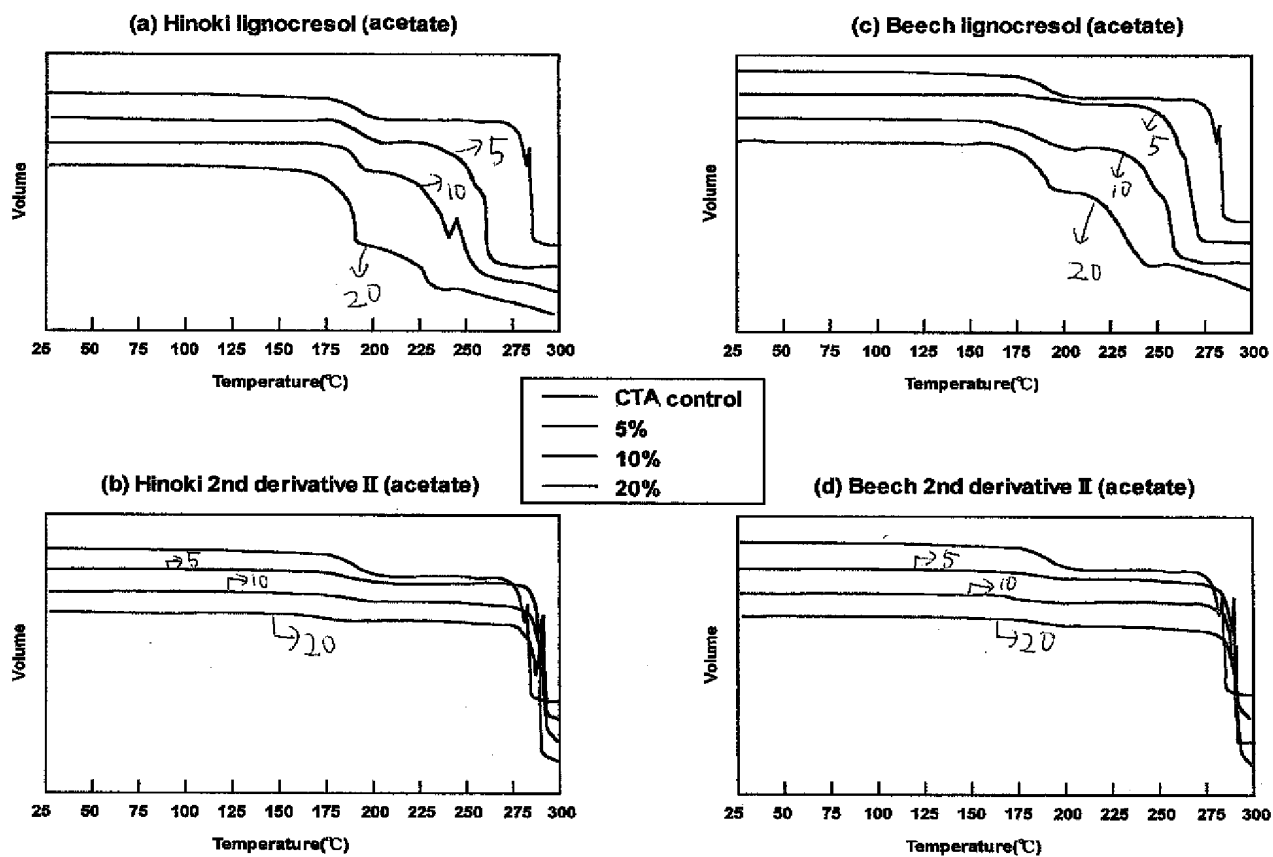 (a) Hinoki lignocresol (acetate)
Volume
5
10
20
25 50 75 100 125 150 175 200 225 250 275 300
Temperature(℃)
(c) Beech lignocresol (acetate)
Volume
5
10
20
25 50 75 100 125 150 175 200 225 250 275 300
Temperature(℃)
CTA control
5%
10%
20%
(b) Hinoki 2nd derivative II (acetate)
Volume
5
10
20
25 50 75 100 125 150 175 200 225 250 275 300
Temperature(℃)
(d) Beech 2nd derivative II (acetate)
Volume
5
10
20
25 50 75 100 125 150 175 200 225 250 275 300
Temperature(℃)